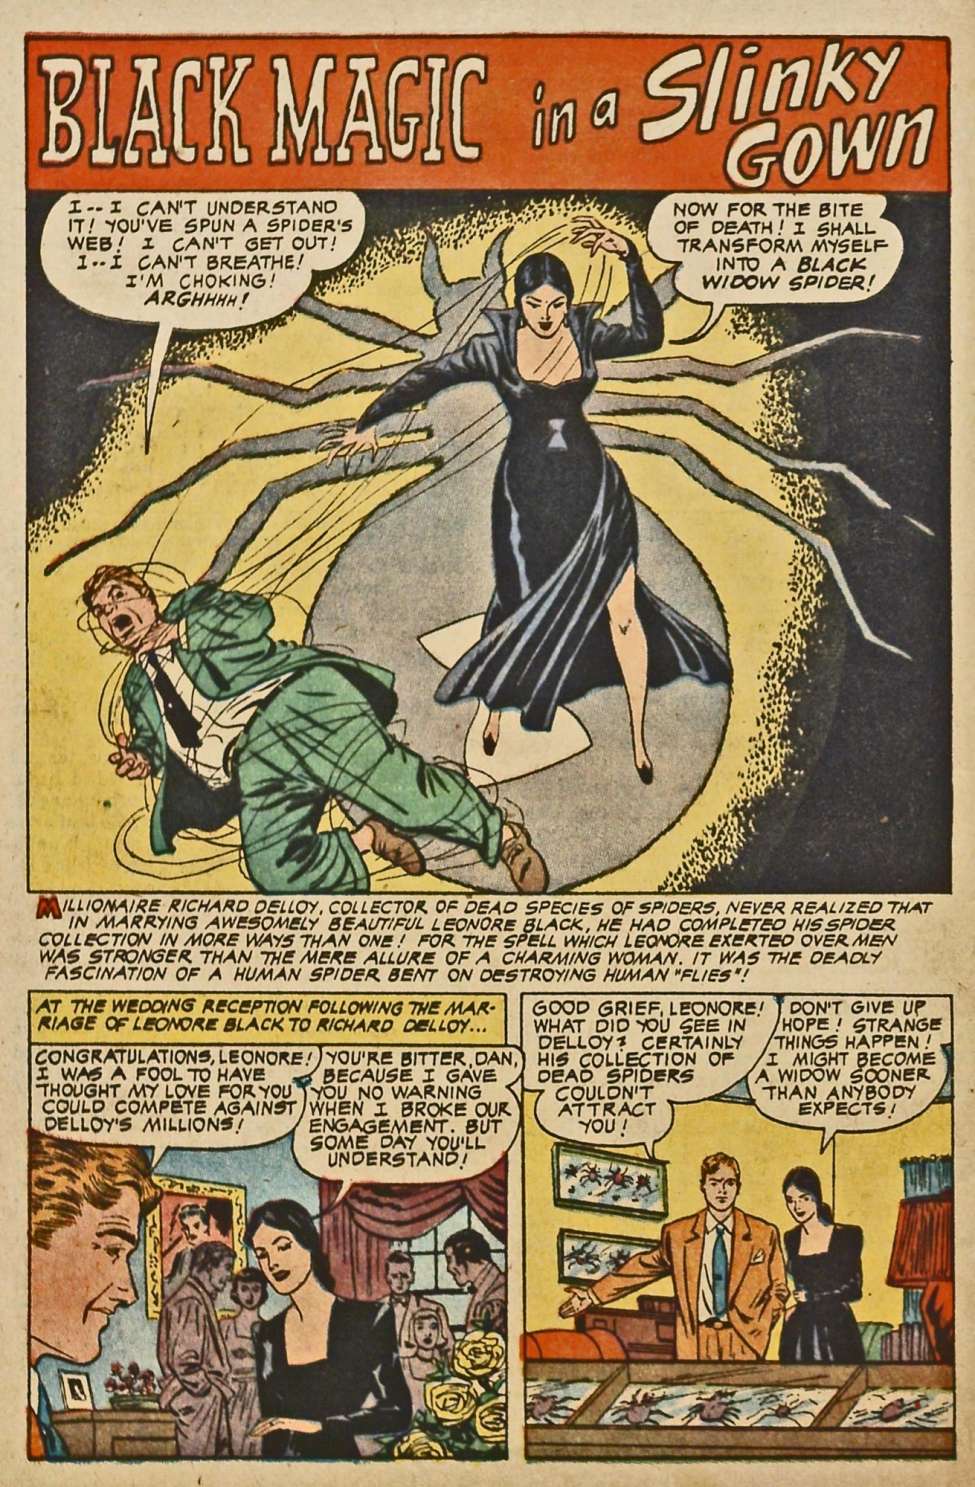 BLACK MAGIC in a Slinky
GOWN
I-- I CAN'T UNDERSTAND
IT! YOU'VE SPUN A SPIDER'S
WEB! I CAN'T GET OUT!
I--I CAN'T BREATHE!
I'M CHOKING!
ARGHHHH!
NOW FOR THE BITE
OF DEATH! I SHALL
TRANSFORM MYSELF
INTO A BLACK
WIDOW SPIDER!
MILLIONAIRE RICHARD DELLOY, COLLECTOR OF DEAD SPECIES OF SPIDERS, NEVER REALIZED THAT
IN MARRYING AWESOMELY BEAUTIFUL LEONORE BLACK, HE HAD COMPLETED HIS SPIDER
COLLECTION IN MORE WAYS THAN ONE! FOR THE SPELL WHICH LEONORE EXERTED OVER MEN
WAS STRONGER THAN THE MERE ALLURE OF A CHARMING WOMAN. IT WAS THE DEADLY
FASCINATION OF A HUMAN SPIDER BENT ON DESTROYING HUMAN "FLIES"!
AT THE WEDDING RECEPTION FOLLOWING THE MAR-
RIAGE OF LEONORE BLACK TO RICHARD DELLOY...
CONGRATULATIONS, LEONORE!
I WAS A FOOL TO HAVE
THOUGHT MY LOVE FOR YOU
COULD COMPETE AGAINST
DELLOY'S MILLIONS!
YOU'RE BITTER, DAN,
BECAUSE I GAVE
YOU NO WARNING
WHEN I BROKE OUR
ENGAGEMENT. BUT
SOME DAY YOU'LL
UNDERSTAND!
GOOD GRIEF, LEONORE!
WHAT DID YOU SEE IN
DELLOY? CERTAINLY
HIS COLLECTION OF
DEAD SPIDERS
COULDN'T
ATTRACT
YOU!
DON'T GIVE UP
HOPE! STRANGE
THINGS HAPPEN!
I MIGHT BECOME
A WIDOW SOONER
THAN ANYBODY
EXPECTS!